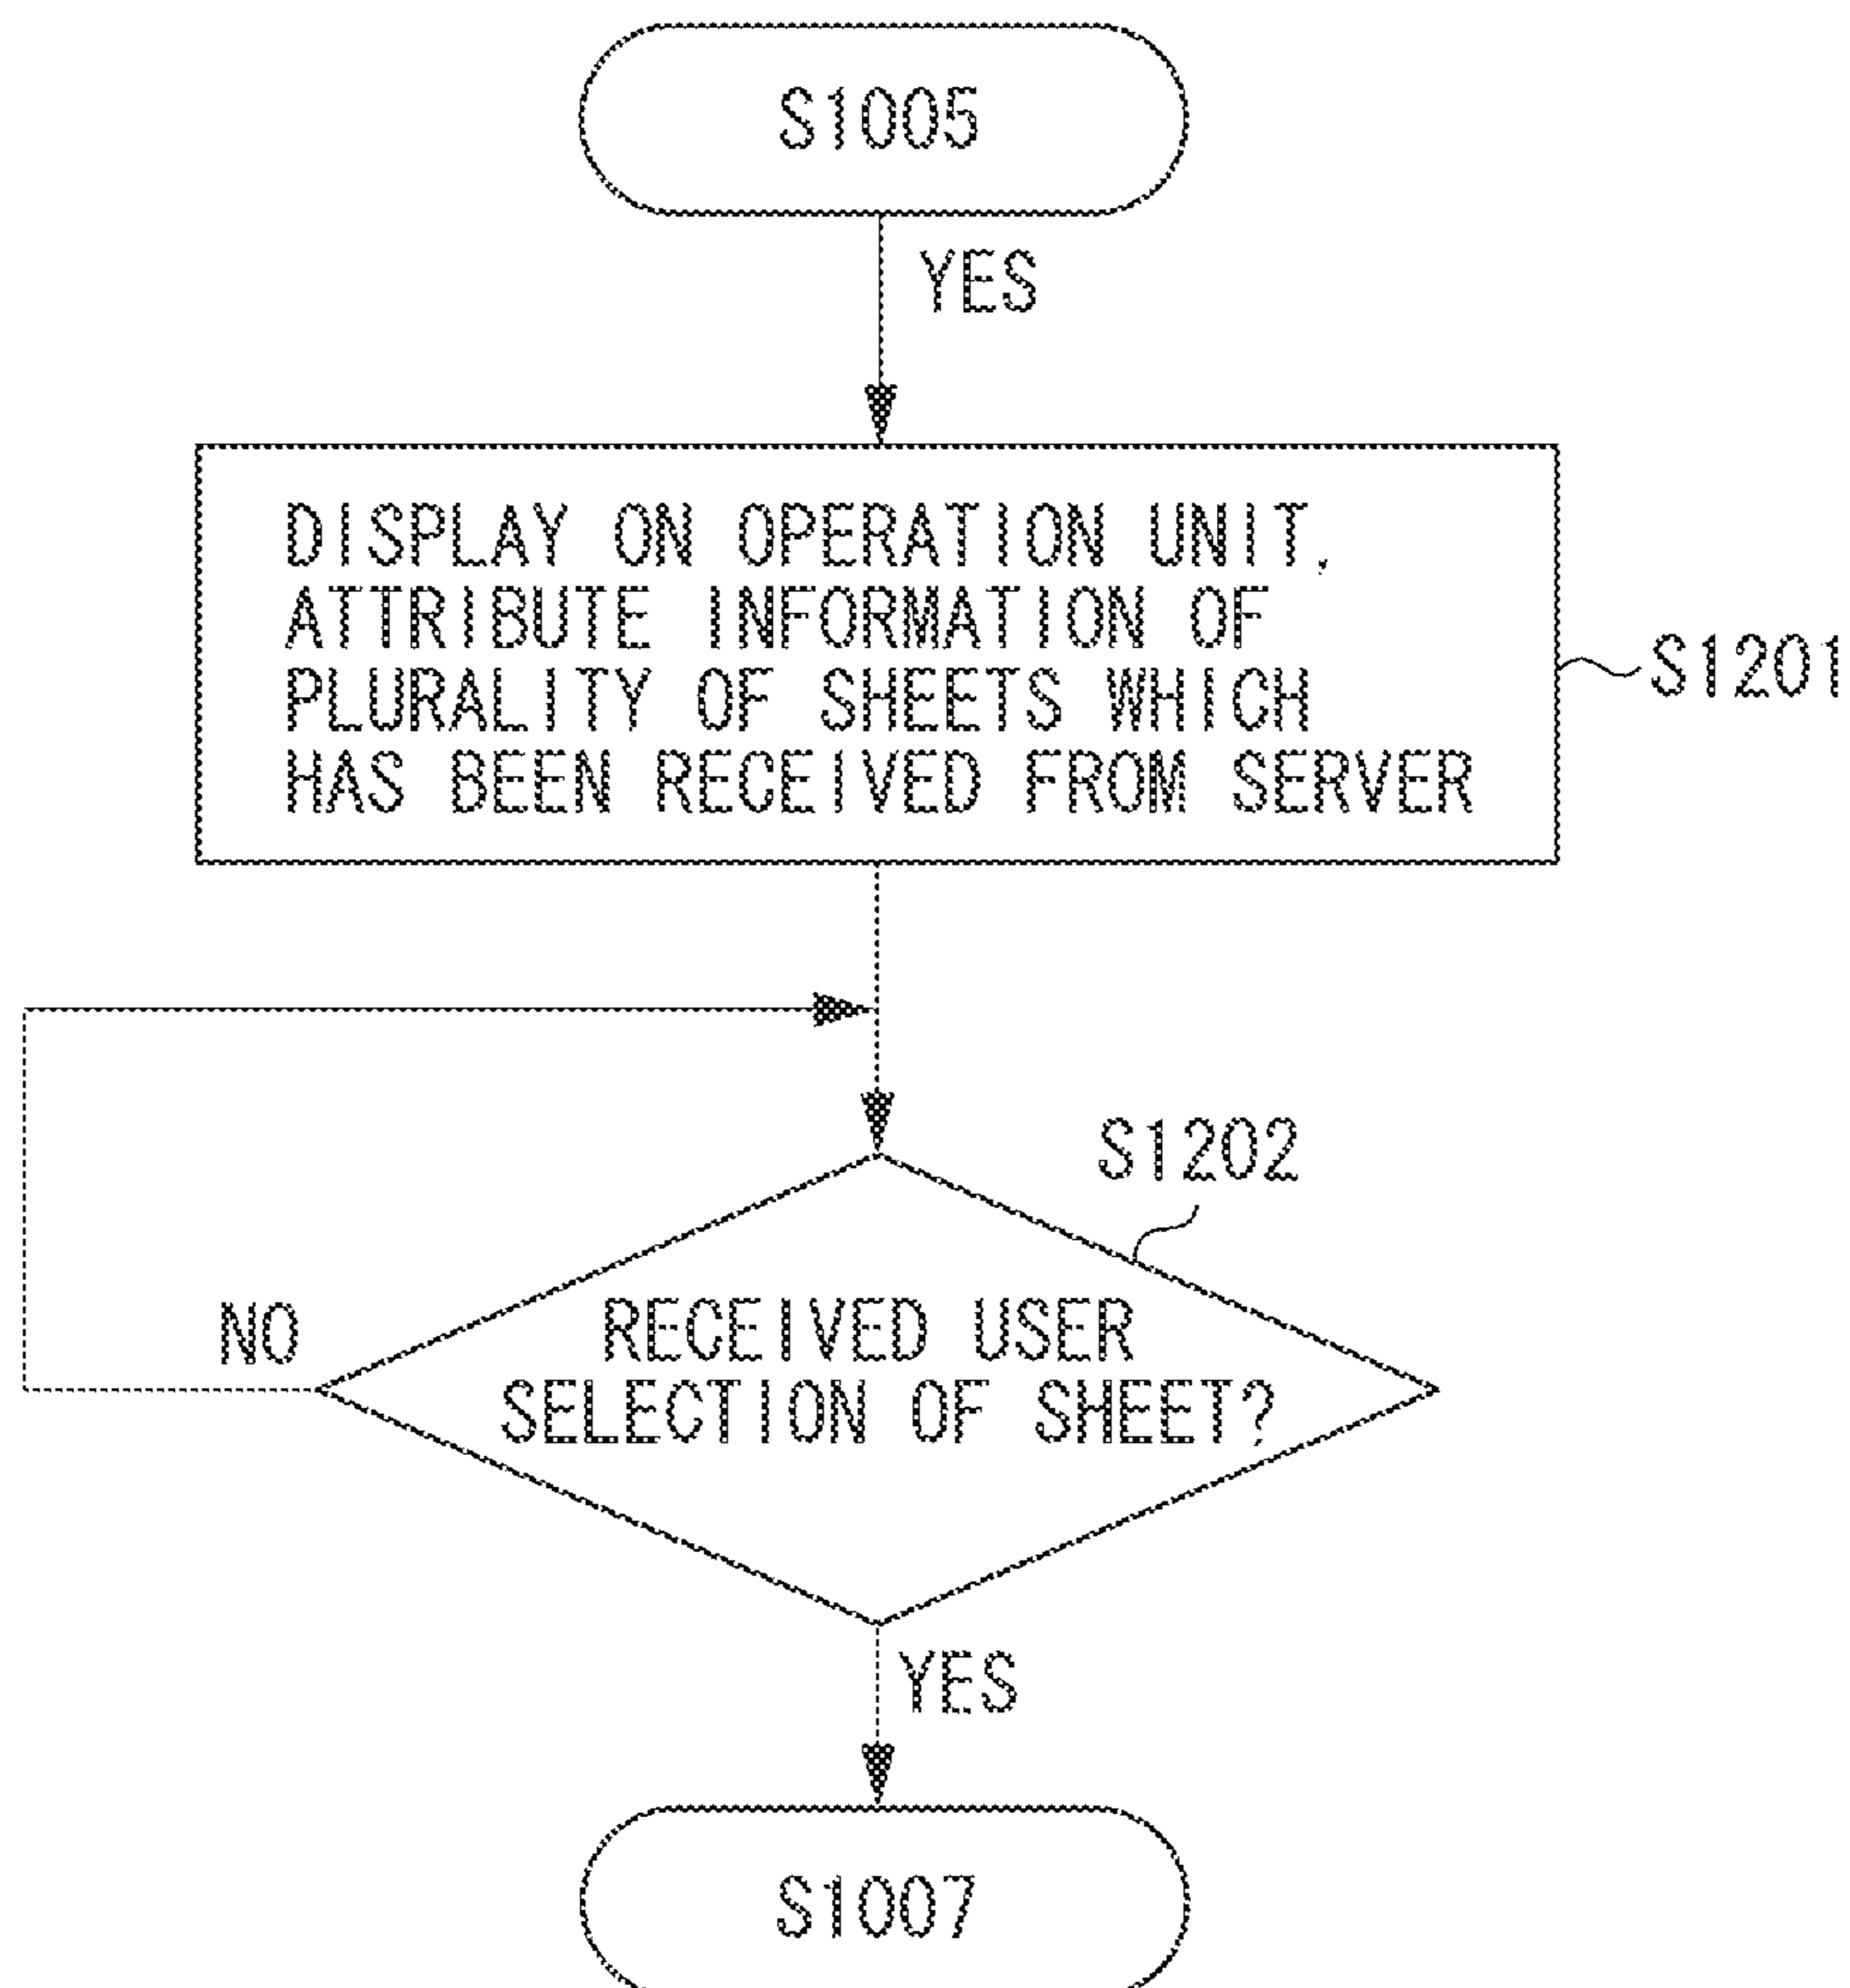 S1005
YES
DISPLAY ON OPERATION UNIT,
ATTRIBUTE INFORMATION OF
PLURALITY OF SHEETS WHICH
HAS BEEN RECEIVED FROM SERVER
S1201
S1202
NO
RECEIVED USER
SELECTION OF SHEET?
YES
S1007